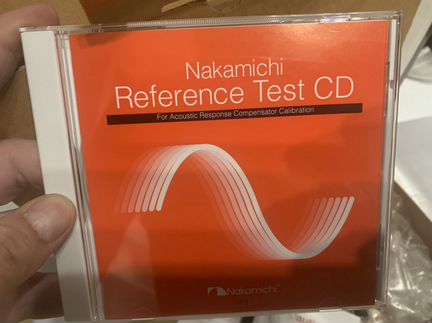 Nakamichi
Reference Test CD
For Acoustic Response Compensator Calibration
Nakamichi